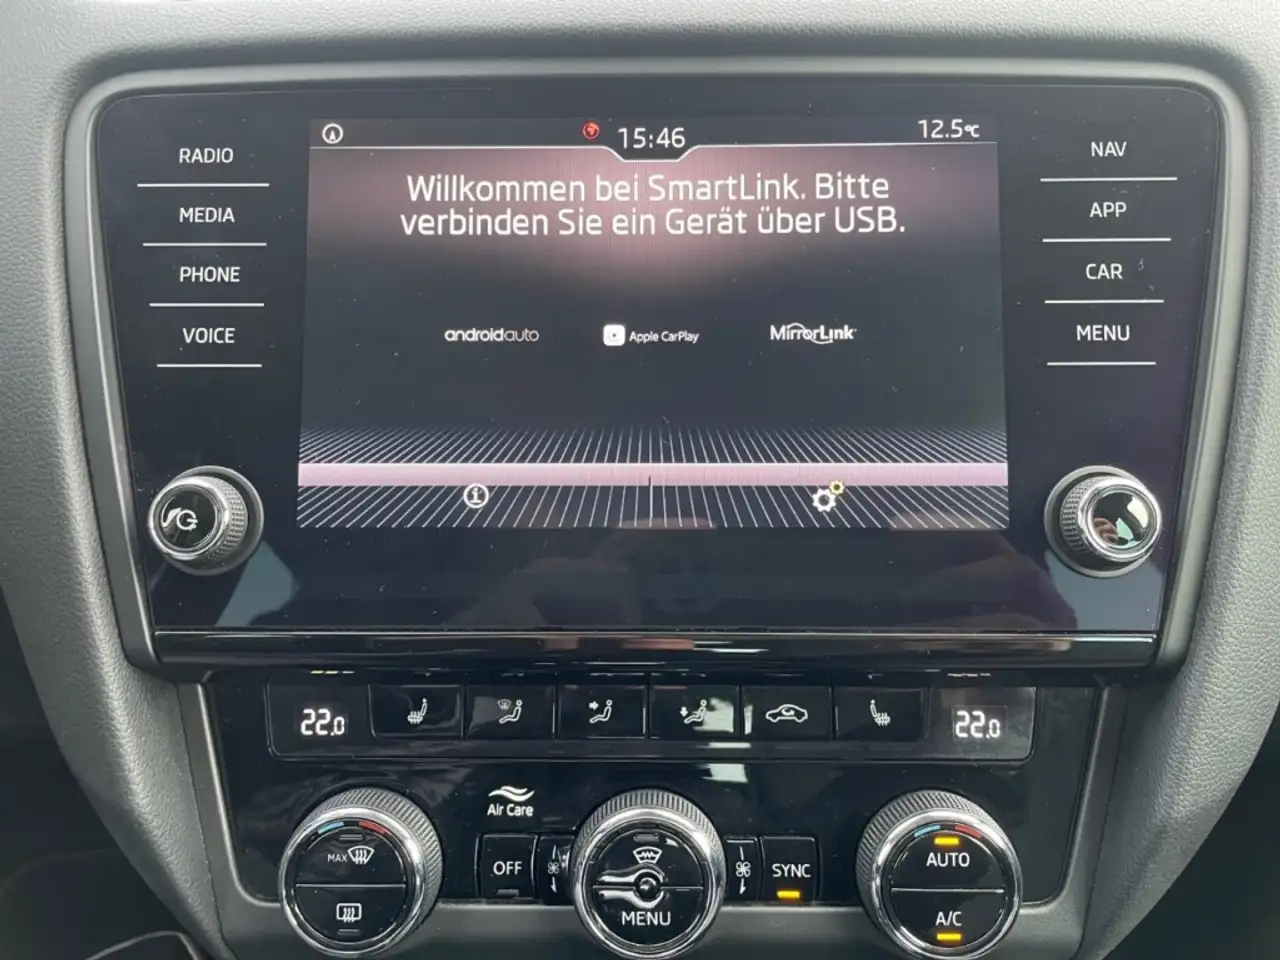 15:46
12.5°C
RADIO
MEDIA
PHONE
VOICE
Willkommen bei SmartLink. Bitte
verbinden Sie ein Gerät über USB.
androidauto
Apple CarPlay
MirrorLink
NAV
APP
CAR
MENU
22.0
22.0
Air Care
MAX
OFF
MENU
SYNC
AUTO
A/C